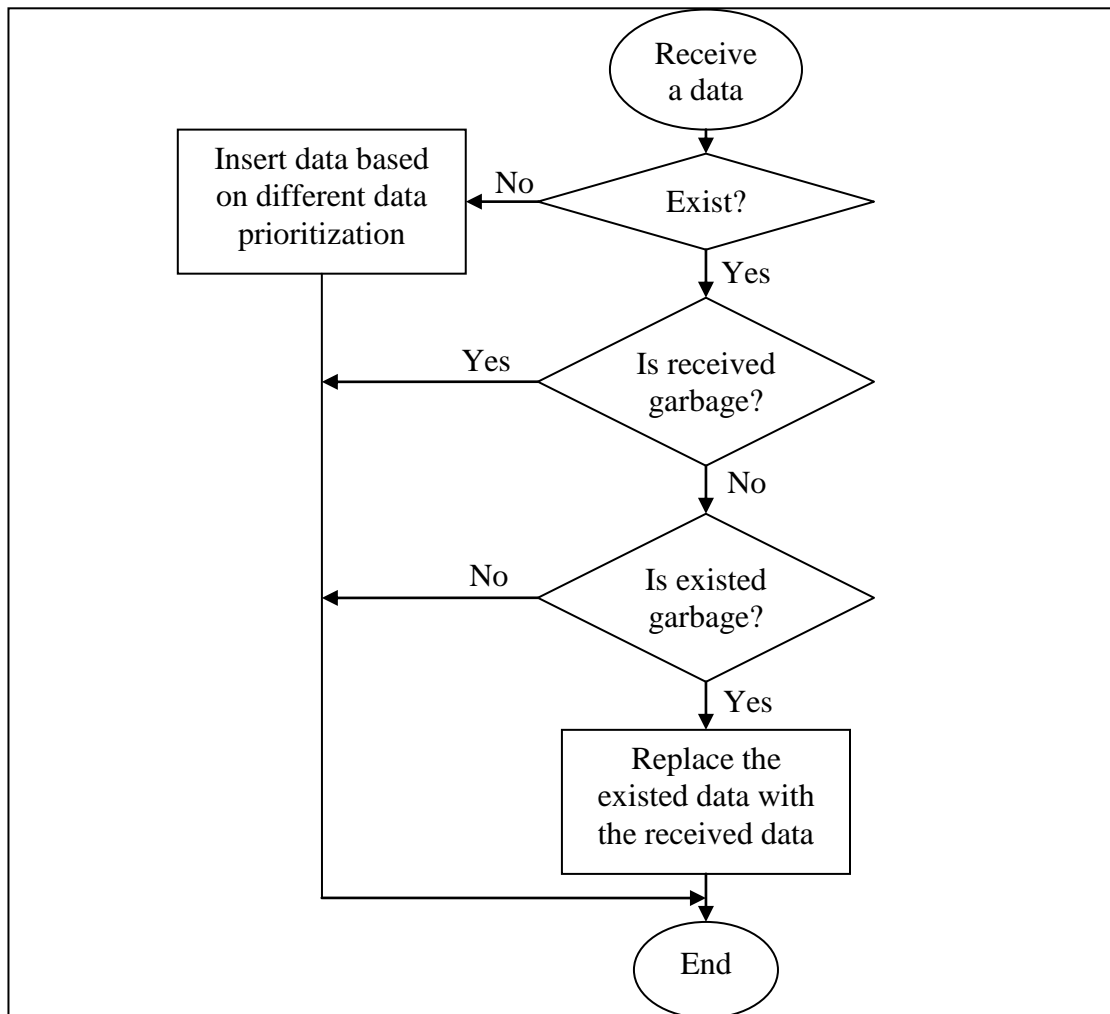 Receive
a data
Insert data based
on different data
prioritization
No
Exist?
Yes
Yes
Is received
garbage?
No
No
Is existed
garbage?
Yes
Replace the
existed data with
the received data
End